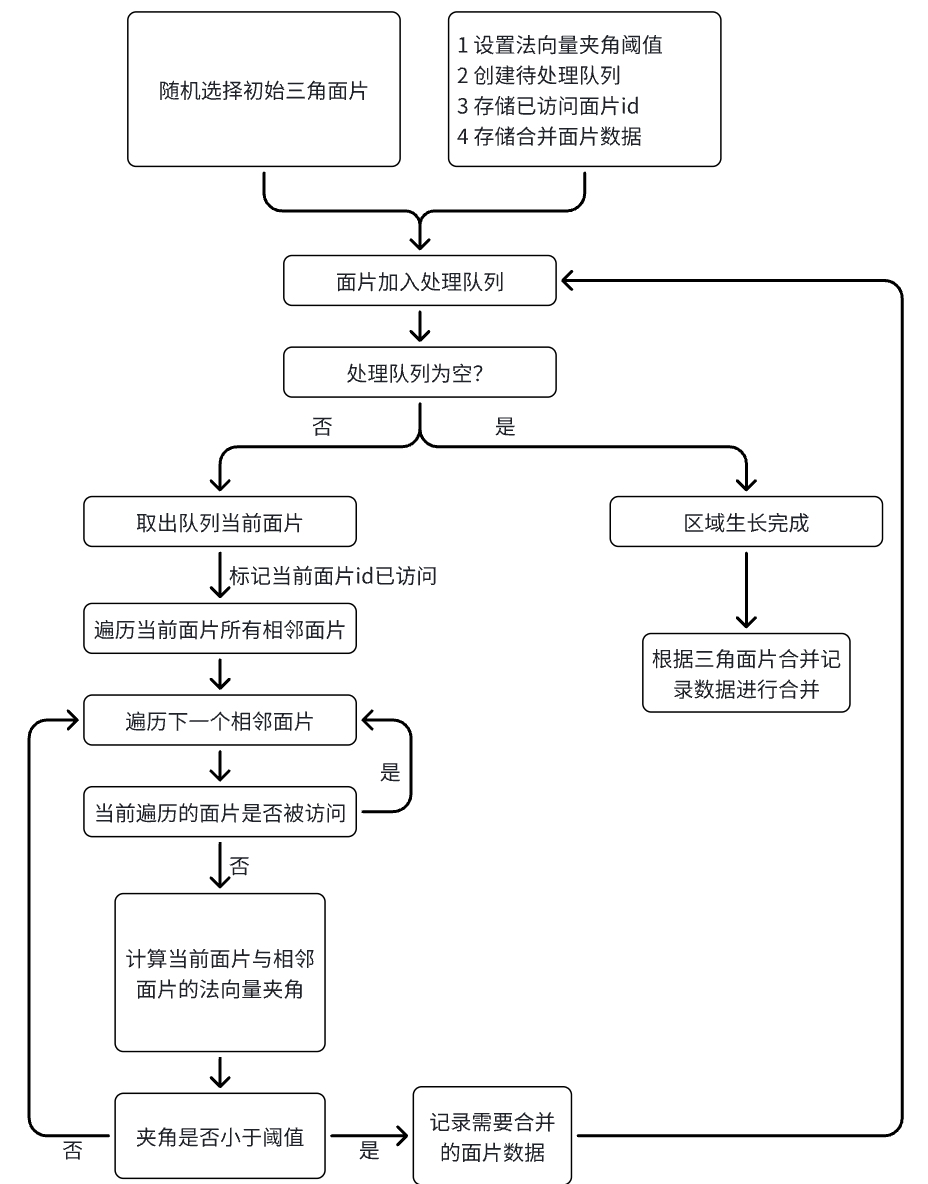 随机选择初始三角面片
1 设置法向量夹角阈值
2 创建待处理队列
3 存储已访问面片id
4 存储合并面片数据
面片加入处理队列
处理队列为空？
否
是
取出队列当前面片
区域生长完成
标记当前面片id已访问
遍历当前面片所有相邻面片
根据三角面片合并记
录数据进行合并
遍历下一个相邻面片
是
当前遍历的面片是否被访问
否
计算当前面片与相邻
面片的法向量夹角
夹角是否小于阈值
否
是
记录需要合并
的面片数据